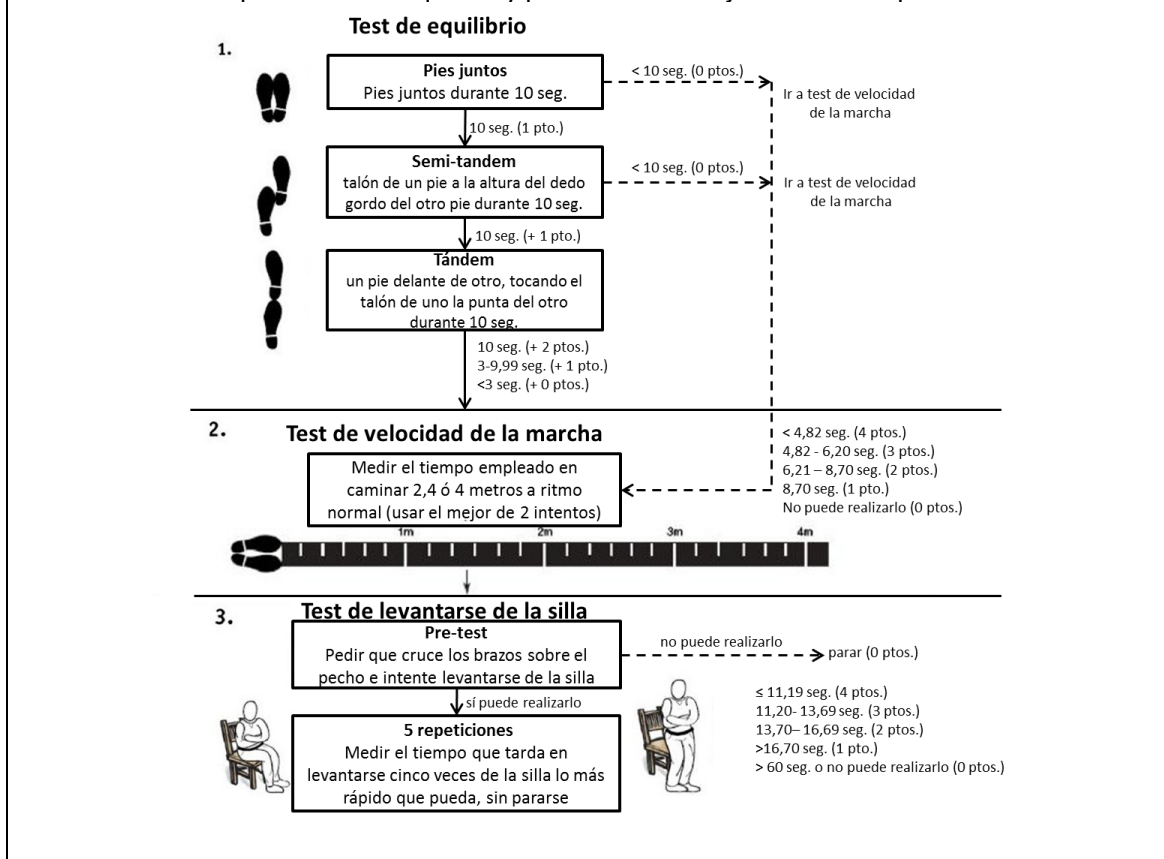 Test de equilibrio
1.
Pies juntos
Pies juntos durante 10 seg.
< 10 seg. (0 ptos.)
Ir a test de velocidad
de la marcha
10 seg. (1 pto.)
Semi-tandem
talón de un pie a la altura del dedo
gordo del otro pie durante 10 seg.
< 10 seg. (0 ptos.)
Ir a test de velocidad
de la marcha
10 seg. (+ 1 pto.)
Tándem
un pie delante de otro, tocando el
talón de uno la punta del otro
durante 10 seg.
10 seg. (+ 2 ptos.)
3-9,99 seg. (+ 1 pto.)
<3 seg. (+ 0 ptos.)
2.
Test de velocidad de la marcha
Medir el tiempo empleado en
caminar 2,4 ó 4 metros a ritmo
normal (usar el mejor de 2 intentos)
< 4,82 seg. (4 ptos.)
4,82 - 6,20 seg. (3 ptos.)
6,21 – 8,70 seg. (2 ptos.)
8,70 seg. (1 pto.)
No puede realizarlo (0 ptos.)
1m 2m 3m 4m
3.
Test de levantarse de la silla
Pre-test
Pedir que cruce los brazos sobre el
pecho e intente levantarse de la silla
no puede realizarlo
parar (0 ptos.)
sí puede realizarlo
5 repeticiones
Medir el tiempo que tarda en
levantarse cinco veces de la silla lo más
rápido que pueda, sin pararse
≤ 11,19 seg. (4 ptos.)
11,20- 13,69 seg. (3 ptos.)
13,70– 16,69 seg. (2 ptos.)
>16,70 seg. (1 pto.)
> 60 seg. o no puede realizarlo (0 ptos.)